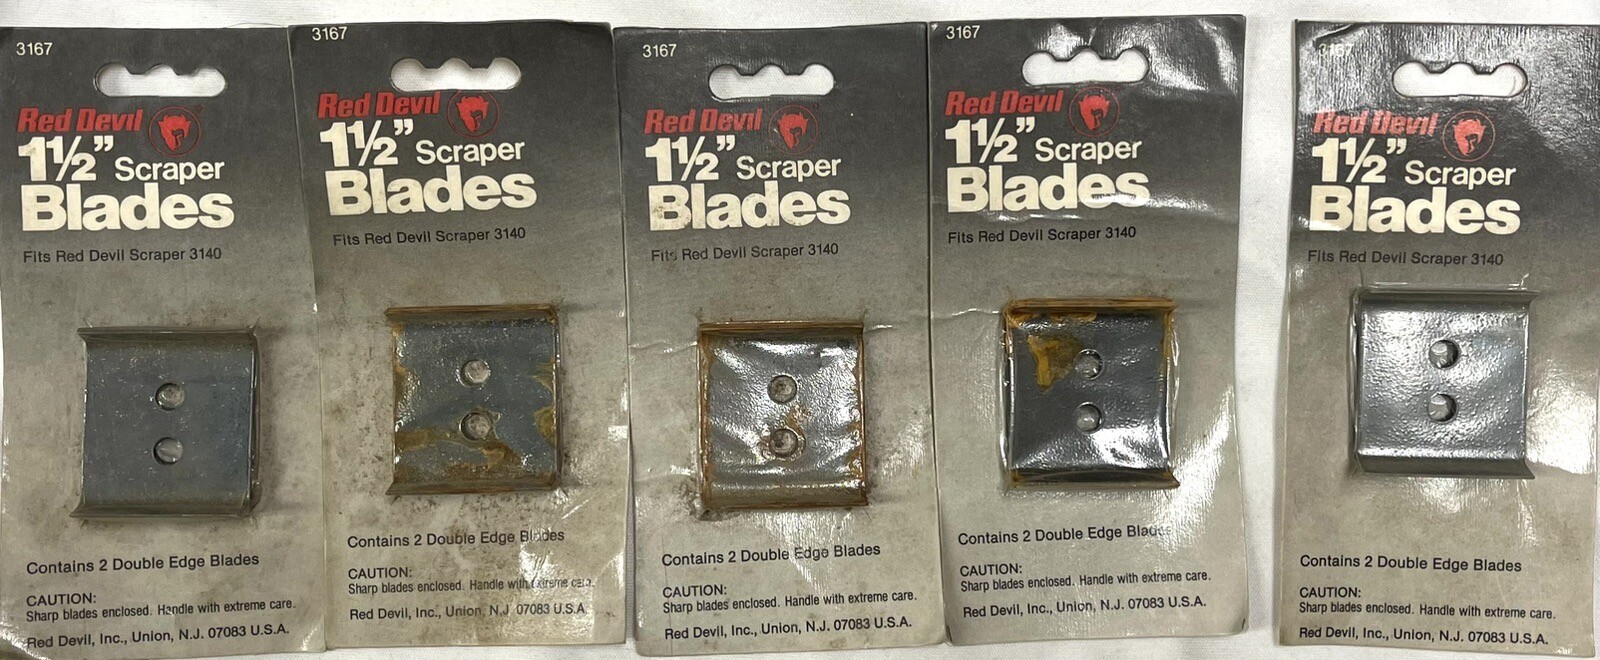 3167
Red Devil
1½” Scraper
Blades
Fits Red Devil Scraper 3140
Contains 2 Double Edge Blades
CAUTION:
Sharp blades enclosed. Handle with extreme care.
Red Devil, Inc., Union, N.J. 07083 U.S.A.
3167
Red Devil
1½” Scraper
Blades
Fits Red Devil Scraper 3140
Contains 2 Double Edge Blades
CAUTION:
Sharp blades enclosed. Handle with extreme care.
Red Devil, Inc., Union, N.J. 07083 U.S.A.
3167
Red Devil
1½” Scraper
Blades
Fits Red Devil Scraper 3140
Contains 2 Double Edge Blades
CAUTION:
Sharp blades enclosed. Handle with extreme care.
Red Devil, Inc., Union, N.J. 07083 U.S.A.
3167
Red Devil
1½” Scraper
Blades
Fits Red Devil Scraper 3140
Contains 2 Double Edge Blades
CAUTION:
Sharp blades enclosed. Handle with extreme care.
Red Devil, Inc., Union, N.J. 07083 U.S.A.
3167
Red Devil
1½” Scraper
Blades
Fits Red Devil Scraper 3140
Contains 2 Double Edge Blades
CAUTION:
Sharp blades enclosed. Handle with extreme care.
Red Devil, Inc., Union, N.J. 07083 U.S.A.